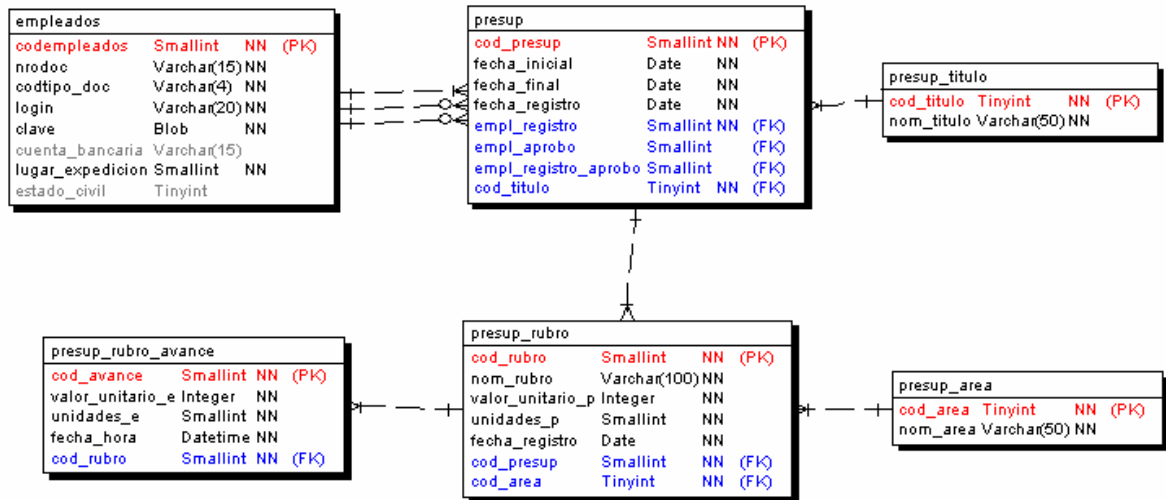 empleados
codempleados Smallint NN (PK)
nrodoc Varchar(15) NN
codtipo_doc Varchar(4) NN
login Varchar(20) NN
clave Blob NN
cuenta_bancaria Varchar(15)
lugar_expedicion Smallint NN
estado_civil Tinyint
presup
cod_presup Smallint NN (PK)
fecha_inicial Date NN
fecha_final Date NN
fecha_registro Date NN
empl_registro Smallint NN (FK)
empl_aprobo Smallint (FK)
empl_registro_aprobo Smallint (FK)
cod_titulo Tinyint NN (FK)
presup_titulo
cod_titulo Tinyint NN (PK)
nom_titulo Varchar(50) NN
presup_rubro_avance
cod_avance Smallint NN (PK)
valor_unitario_e Integer NN
unidades_e Smallint NN
fecha_hora Datetime NN
cod_rubro Smallint NN (FK)
presup_rubro
cod_rubro Smallint NN (PK)
nom_rubro Varchar(100) NN
valor_unitario_p Integer NN
unidades_p Smallint NN
fecha_registro Date NN
cod_presup Smallint NN (FK)
cod_area Tinyint NN (FK)
presup_area
cod_area Tinyint NN (PK)
nom_area Varchar(50) NN